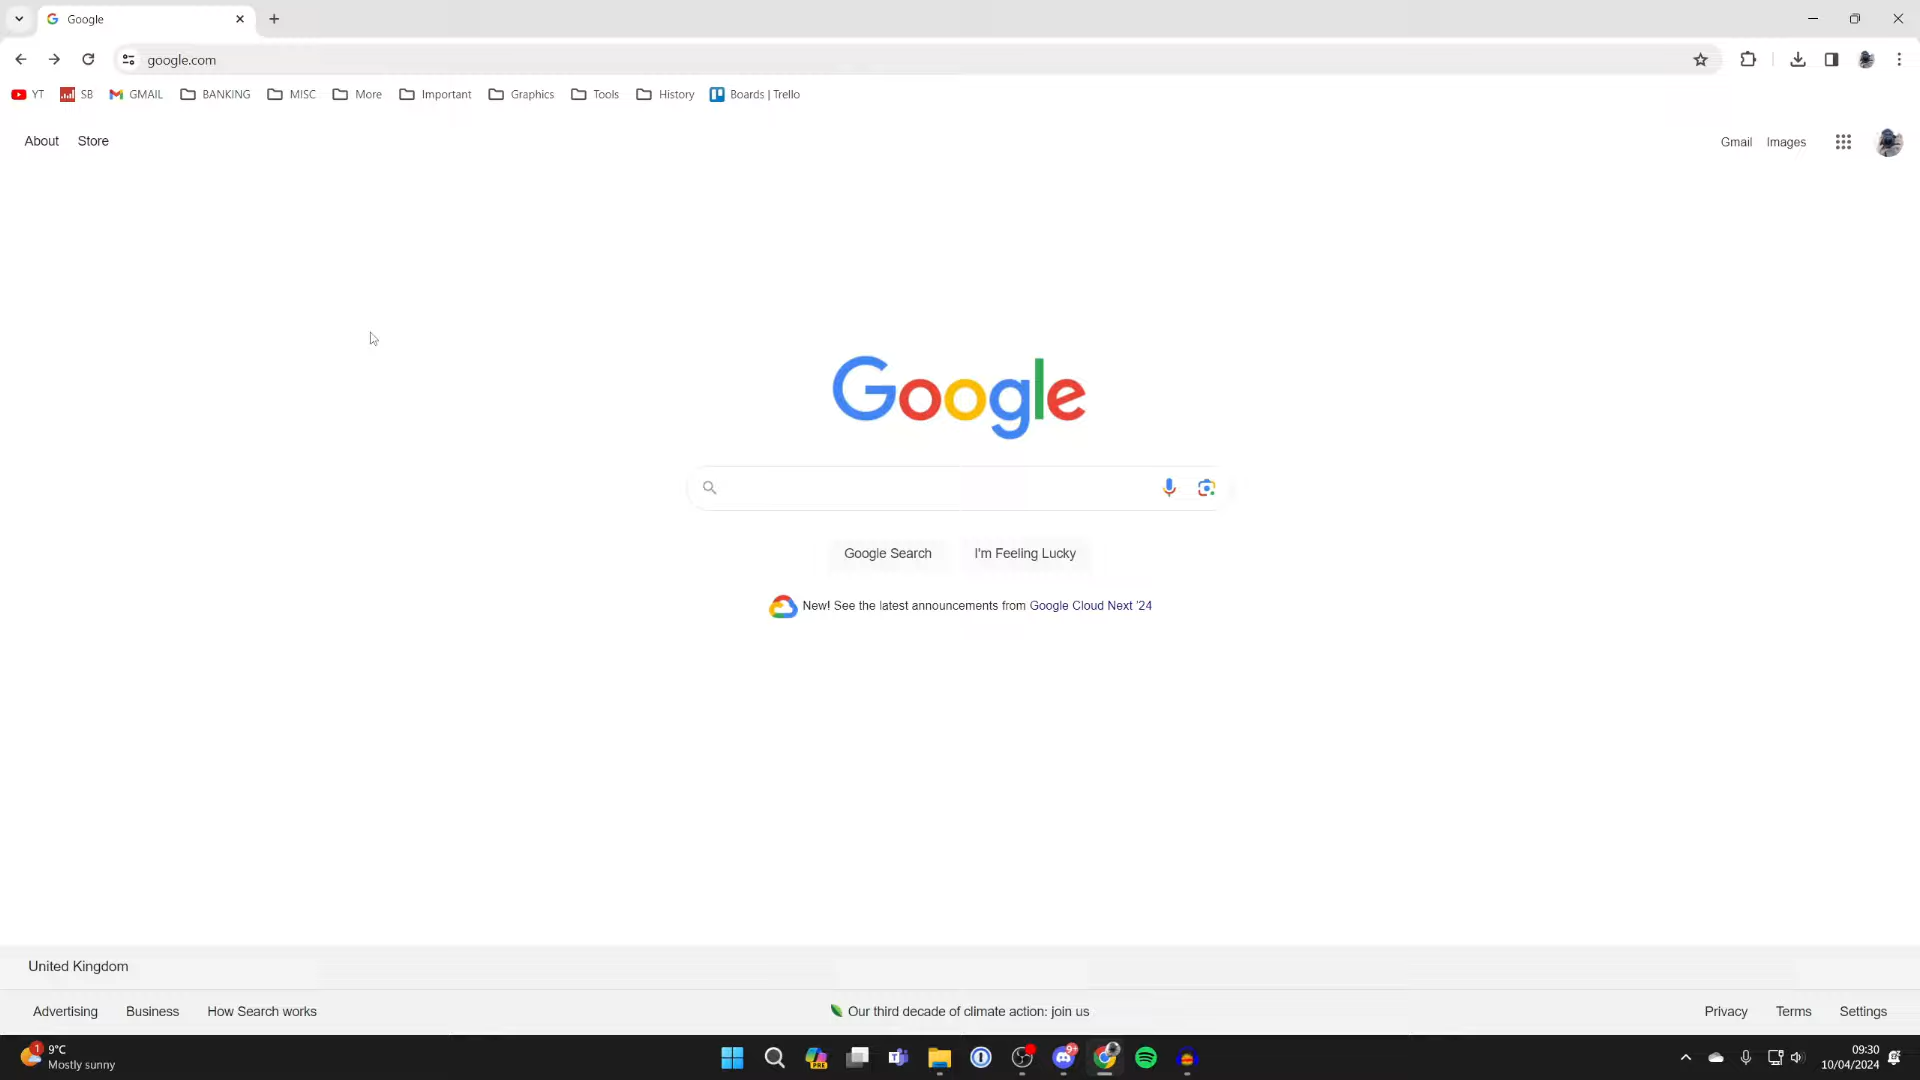 Google
google.com
YT SB GMAIL BANKING MISC More Important Graphics Tools History Boards | Trello
About Store Gmail Images
Google
Google Search I'm Feeling Lucky
New! See the latest announcements from Google Cloud Next '24
United Kingdom
Advertising Business How Search works Our third decade of climate action: join us Privacy Terms Settings
1 9°C
Mostly sunny
PRE
9+
09:30
10/04/2024